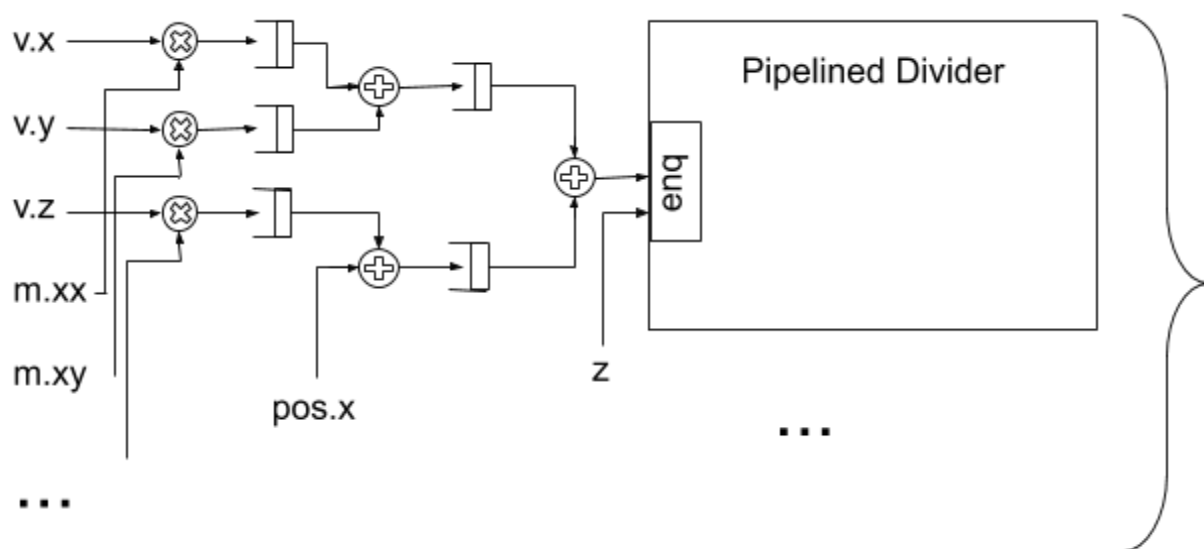 v.x
v.y
v.z
m.xx
m.xy
...
pos.x
z
enq
Pipelined Divider
...